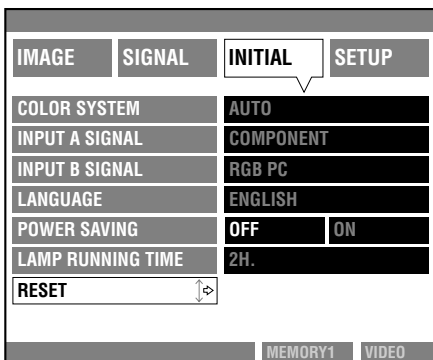 IMAGE SIGNAL INITIAL SETUP
COLOR SYSTEM AUTO
INPUT A SIGNAL COMPONENT
INPUT B SIGNAL RGB PC
LANGUAGE ENGLISH
POWER SAVING OFF ON
LAMP RUNNING TIME 2H.
RESET
MEMORY1 VIDEO